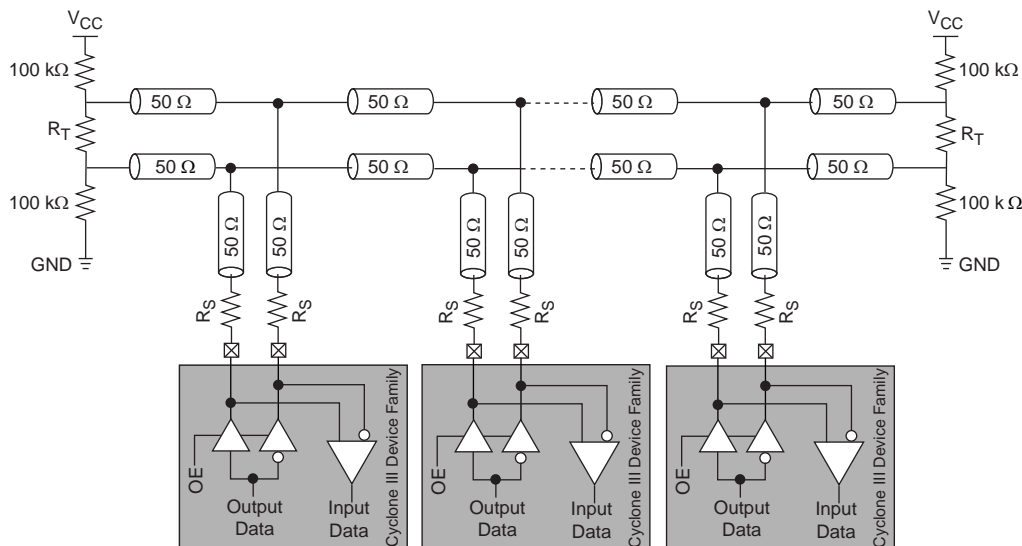 VCC
VCC
100 kΩ
100 kΩ
50 Ω
50 Ω
50 Ω
50 Ω
RT
RT
50 Ω
50 Ω
50 Ω
50 Ω
100 kΩ
100 k Ω
50 Ω
50 Ω
50 Ω
50 Ω
50 Ω
50 Ω
GND
GND
RS
RS
RS
RS
RS
RS
OE
Output
Data
Input
Data
Cyclone III Device Family
OE
Output
Data
Input
Data
Cyclone III Device Family
OE
Output
Data
Input
Data
Cyclone III Device Family